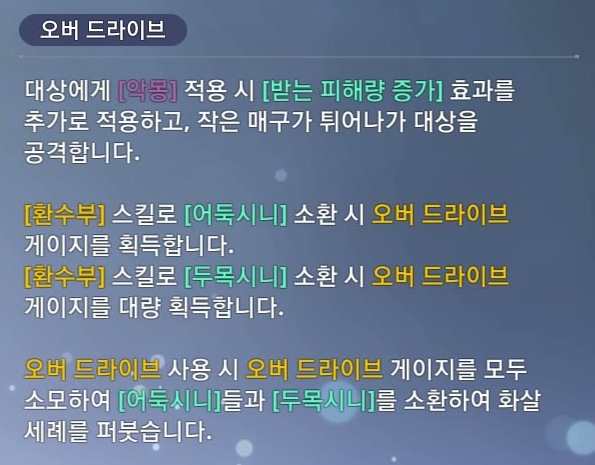 오버 드라이브
대상에게 [악몽] 적용 시 [받는 피해량 증가] 효과를
추가로 적용하고, 작은 매구가 튀어나가 대상을
공격합니다.
[환수부] 스킬로 [어둑시니] 소환 시 오버 드라이브
게이지를 획득합니다.
[환수부] 스킬로 [두목시니] 소환 시 오버 드라이브
게이지를 대량 획득합니다.
오버 드라이브 사용 시 오버 드라이브 게이지를 모두
소모하여 [어둑시니]들과 [두목시니]를 소환하여 화살
세례를 퍼붓습니다.